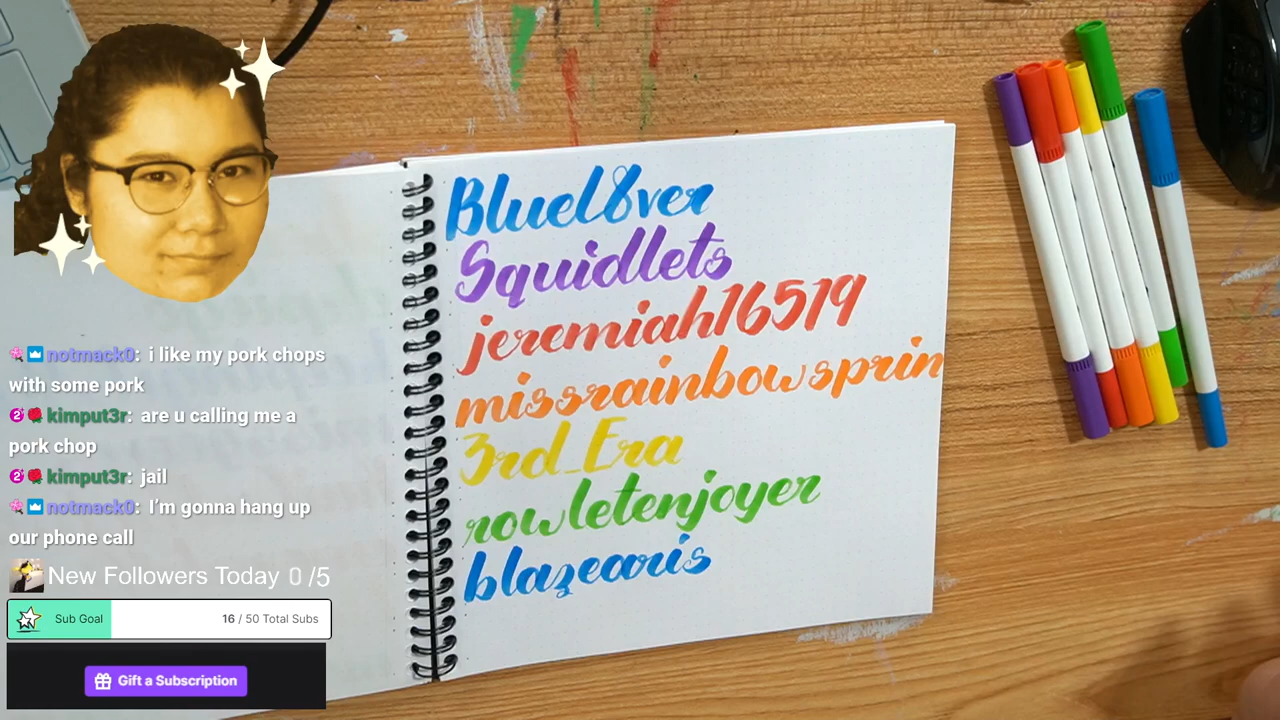 Bluel8ver
Squidlets
jeremiah16519
missrainbowsprin
3rd_Era
rowletenjoyer
blazearis
notmack0: i like my pork chops
with some pork
kimput3r: are u calling me a
pork chop
kimput3r: jail
notmack0: I’m gonna hang up
our phone call
New Followers Today 0 /5
Sub Goal 16 / 50 Total Subs
Gift a Subscription